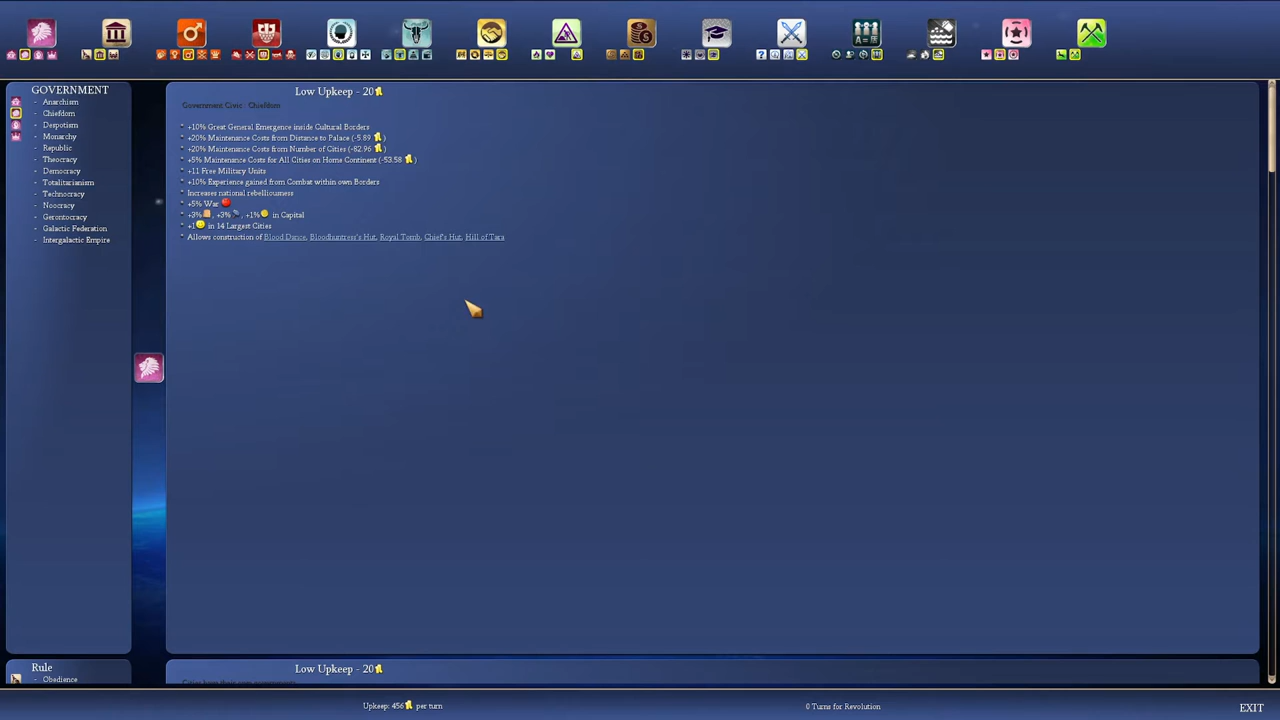 GOVERNMENT
- Anarchism
- Chiefdom
- Despotism
- Monarchy
- Republic
- Theocracy
- Democracy
- Totalitarianism
- Technocracy
- Noocracy
- Gerontocracy
- Galactic Federation
- Intergalactic Empire
Low Upkeep - 20
Government Civic : Chiefdom
* +10% Great General Emergence inside Cultural Borders
* +20% Maintenance Costs from Distance to Palace (-5.89 )
* +20% Maintenance Costs from Number of Cities (-82.96 )
* +5% Maintenance Costs for All Cities on Home Continent (-53.58 )
* +11 Free Military Units
* +10% Experience gained from Combat within own Borders
* Increases national rebelliousness
* +5% War
* +3% , +3% , +1% in Capital
* +1 in 14 Largest Cities
* Allows construction of Blood Dance, Bloodhuntress's Hut, Royal Tomb, Chief's Hut, Hill of Tara
Rule
- Obedience
Low Upkeep - 20
Upkeep: 456 per turn
0 Turns for Revolution
EXIT